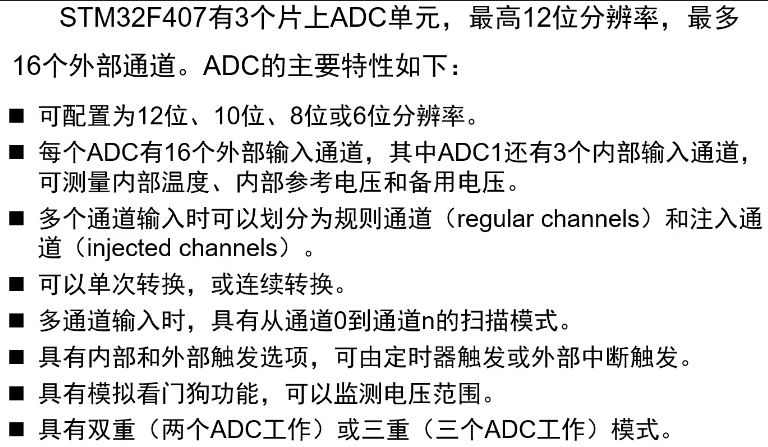 STM32F407有3个片上ADC单元，最高12位分辨率，最多
16个外部通道。ADC的主要特性如下：
■ 可配置为12位、10位、8位或6位分辨率。
■ 每个ADC有16个外部输入通道，其中ADC1还有3个内部输入通道，
可测量内部温度、内部参考电压和备用电压。
■ 多个通道输入时可以划分为规则通道（regular channels）和注入通
道（injected channels）。
■ 可以单次转换，或连续转换。
■ 多通道输入时，具有从通道0到通道n的扫描模式。
■ 具有内部和外部触发选项，可由定时器触发或外部中断触发。
■ 具有模拟看门狗功能，可以监测电压范围。
■ 具有双重（两个ADC工作）或三重（三个ADC工作）模式。